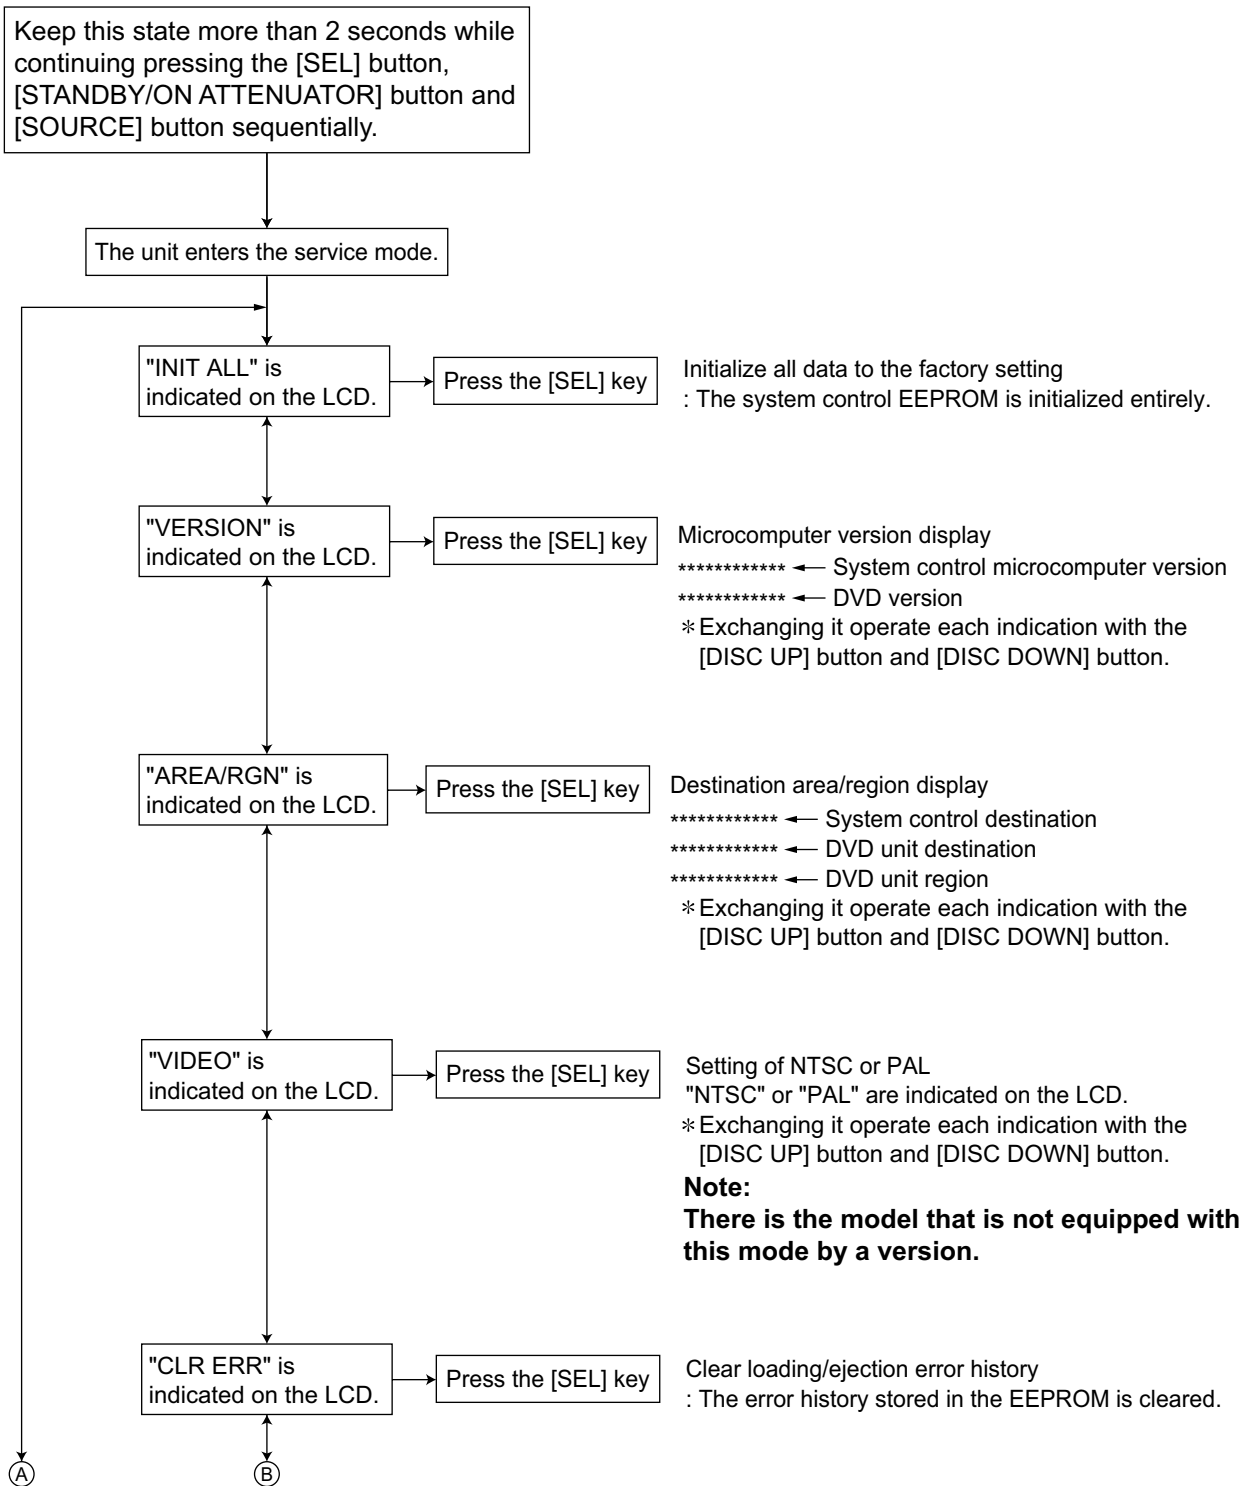 Keep this state more than 2 seconds while
continuing pressing the [SEL] button,
[STANDBY/ON ATTENUATOR] button and
[SOURCE] button sequentially.
The unit enters the service mode.
"INIT ALL" is
indicated on the LCD.
Press the [SEL] key
Initialize all data to the factory setting
: The system control EEPROM is initialized entirely.
"VERSION" is
indicated on the LCD.
Press the [SEL] key
Microcomputer version display
************ ← System control microcomputer version
************ ← DVD version
*Exchanging it operate each indication with the
[DISC UP] button and [DISC DOWN] button.
"AREA/RGN" is
indicated on the LCD.
Press the [SEL] key
Destination area/region display
************ ← System control destination
************ ← DVD unit destination
************ ← DVD unit region
*Exchanging it operate each indication with the
[DISC UP] button and [DISC DOWN] button.
"VIDEO" is
indicated on the LCD.
Press the [SEL] key
Setting of NTSC or PAL
"NTSC" or "PAL" are indicated on the LCD.
*Exchanging it operate each indication with the
[DISC UP] button and [DISC DOWN] button.
Note:
There is the model that is not equipped with
this mode by a version.
"CLR ERR" is
indicated on the LCD.
Press the [SEL] key
Clear loading/ejection error history
: The error history stored in the EEPROM is cleared.
A
B